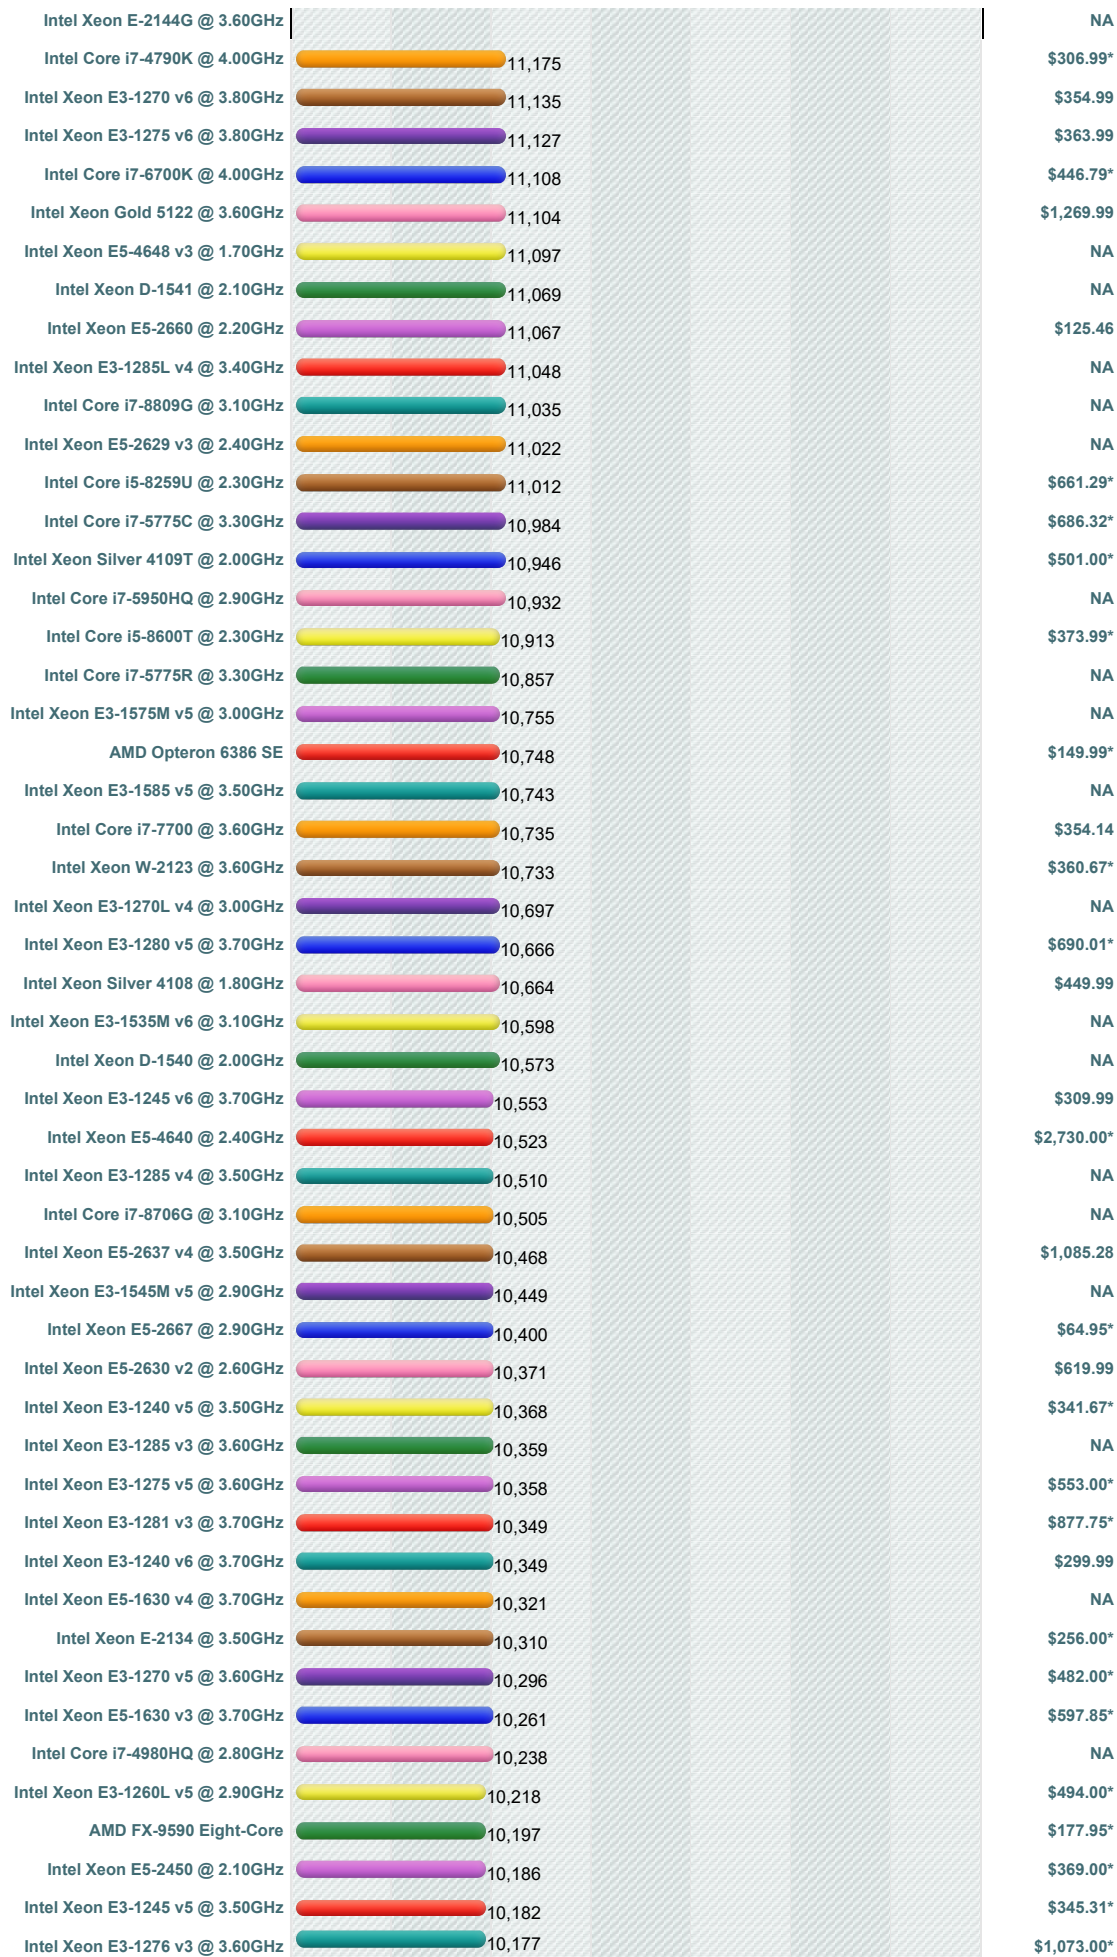 Intel Xeon E-2144G @ 3.60GHz NA
Intel Core i7-4790K @ 4.00GHz 11,175 $306.99*
Intel Xeon E3-1270 v6 @ 3.80GHz 11,135 $354.99
Intel Xeon E3-1275 v6 @ 3.80GHz 11,127 $363.99
Intel Core i7-6700K @ 4.00GHz 11,108 $446.79*
Intel Xeon Gold 5122 @ 3.60GHz 11,104 $1,269.99
Intel Xeon E5-4648 v3 @ 1.70GHz 11,097 NA
Intel Xeon D-1541 @ 2.10GHz 11,069 NA
Intel Xeon E5-2660 @ 2.20GHz 11,067 $125.46
Intel Xeon E3-1285L v4 @ 3.40GHz 11,048 NA
Intel Core i7-8809G @ 3.10GHz 11,035 NA
Intel Xeon E5-2629 v3 @ 2.40GHz 11,022 NA
Intel Core i5-8259U @ 2.30GHz 11,012 $661.29*
Intel Core i7-5775C @ 3.30GHz 10,984 $686.32*
Intel Xeon Silver 4109T @ 2.00GHz 10,946 $501.00*
Intel Core i7-5950HQ @ 2.90GHz 10,932 NA
Intel Core i5-8600T @ 2.30GHz 10,913 $373.99*
Intel Core i7-5775R @ 3.30GHz 10,857 NA
Intel Xeon E3-1575M v5 @ 3.00GHz 10,755 NA
AMD Opteron 6386 SE 10,748 $149.99*
Intel Xeon E3-1585 v5 @ 3.50GHz 10,743 NA
Intel Core i7-7700 @ 3.60GHz 10,735 $354.14
Intel Xeon W-2123 @ 3.60GHz 10,733 $360.67*
Intel Xeon E3-1270L v4 @ 3.00GHz 10,697 NA
Intel Xeon E3-1280 v5 @ 3.70GHz 10,666 $690.01*
Intel Xeon Silver 4108 @ 1.80GHz 10,664 $449.99
Intel Xeon E3-1535M v6 @ 3.10GHz 10,598 NA
Intel Xeon D-1540 @ 2.00GHz 10,573 NA
Intel Xeon E3-1245 v6 @ 3.70GHz 10,553 $309.99
Intel Xeon E5-4640 @ 2.40GHz 10,523 $2,730.00*
Intel Xeon E3-1285 v4 @ 3.50GHz 10,510 NA
Intel Core i7-8706G @ 3.10GHz 10,505 NA
Intel Xeon E5-2637 v4 @ 3.50GHz 10,468 $1,085.28
Intel Xeon E3-1545M v5 @ 2.90GHz 10,449 NA
Intel Xeon E5-2667 @ 2.90GHz 10,400 $64.95*
Intel Xeon E5-2630 v2 @ 2.60GHz 10,371 $619.99
Intel Xeon E3-1240 v5 @ 3.50GHz 10,368 $341.67*
Intel Xeon E3-1285 v3 @ 3.60GHz 10,359 NA
Intel Xeon E3-1275 v5 @ 3.60GHz 10,358 $553.00*
Intel Xeon E3-1281 v3 @ 3.70GHz 10,349 $877.75*
Intel Xeon E3-1240 v6 @ 3.70GHz 10,349 $299.99
Intel Xeon E5-1630 v4 @ 3.70GHz 10,321 NA
Intel Xeon E-2134 @ 3.50GHz 10,310 $256.00*
Intel Xeon E3-1270 v5 @ 3.60GHz 10,296 $482.00*
Intel Xeon E5-1630 v3 @ 3.70GHz 10,261 $597.85*
Intel Core i7-4980HQ @ 2.80GHz 10,238 NA
Intel Xeon E3-1260L v5 @ 2.90GHz 10,218 $494.00*
AMD FX-9590 Eight-Core 10,197 $177.95*
Intel Xeon E5-2450 @ 2.10GHz 10,186 $369.00*
Intel Xeon E3-1245 v5 @ 3.50GHz 10,182 $345.31*
Intel Xeon E3-1276 v3 @ 3.60GHz 10,177 $1,073.00*